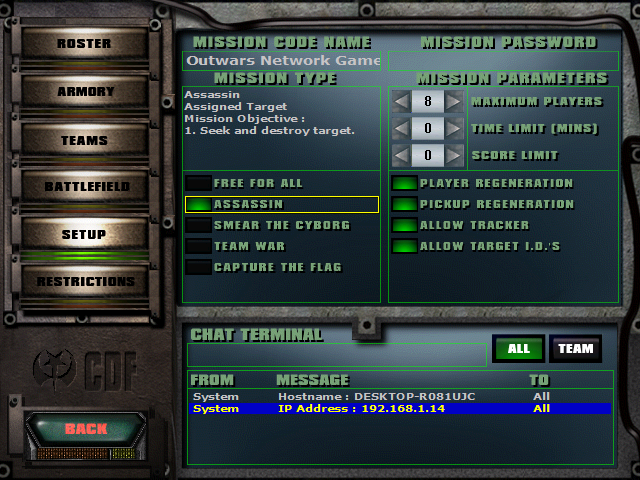 ROSTER
ARMORY
TEAMS
BATTLEFIELD
SETUP
RESTRICTIONS
CDF
BACK
MISSION CODE NAME
Outwars Network Game
MISSION TYPE
Assassin
Assigned Target
Mission Objective :
1. Seek and destroy target.
FREE FOR ALL
ASSASSIN
SMEAR THE CYBORG
TEAM WAR
CAPTURE THE FLAG
MISSION PASSWORD
MISSION PARAMETERS
8 MAXIMUM PLAYERS
0 TIME LIMIT (MINS)
0 SCORE LIMIT
PLAYER REGENERATION
PICKUP REGENERATION
ALLOW TRACKER
ALLOW TARGET I.D.'S
CHAT TERMINAL
ALL TEAM
FROM MESSAGE TO
System Hostname : DESKTOP-R081UJC All
System IP Address : 192.168.1.14 All